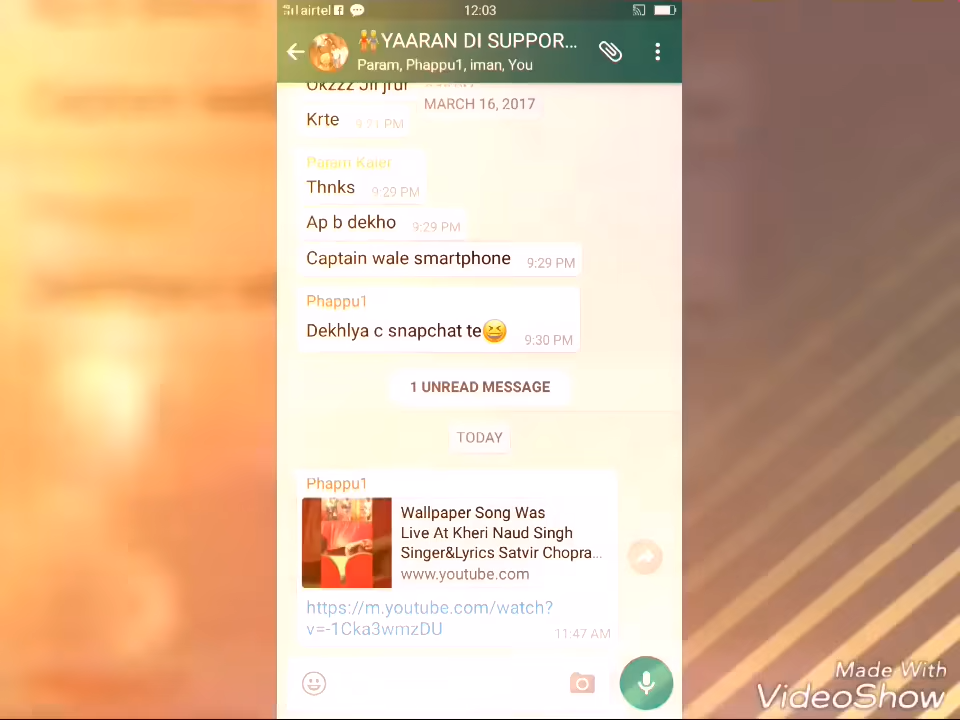 airtel
12:03
YAARAN DI SUPPOR...
Param, Phappu1, iman, You
MARCH 16, 2017
Krte 9:21 PM
Param Kaler
Thnks 9:29 PM
Ap b dekho 9:29 PM
Captain wale smartphone 9:29 PM
Phappu1
Dekhlya c snapchat te😆 9:30 PM
1 UNREAD MESSAGE
TODAY
Phappu1
Wallpaper Song Was
Live At Kheri Naud Singh
Singer&Lyrics Satvir Chopra...
www.youtube.com
https://m.youtube.com/watch?
v=-1Cka3wmzDU 11:47 AM
Made With
VideoShow